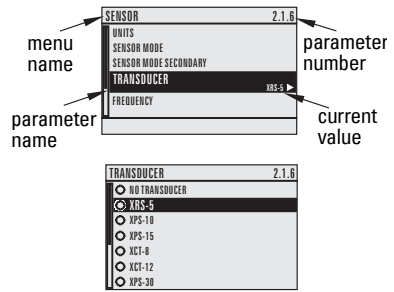 SENSOR 2.1.6
UNITS
SENSOR MODE
SENSOR MODE SECONDARY
TRANSDUCER
XRS-5
FREQUENCY
menu
name
parameter
number
parameter
name
current
value
TRANSDUCER 2.1.6
NO TRANSDUCER
XRS-5
XPS-10
XPS-15
XCT-8
XCT-12
XPS-30